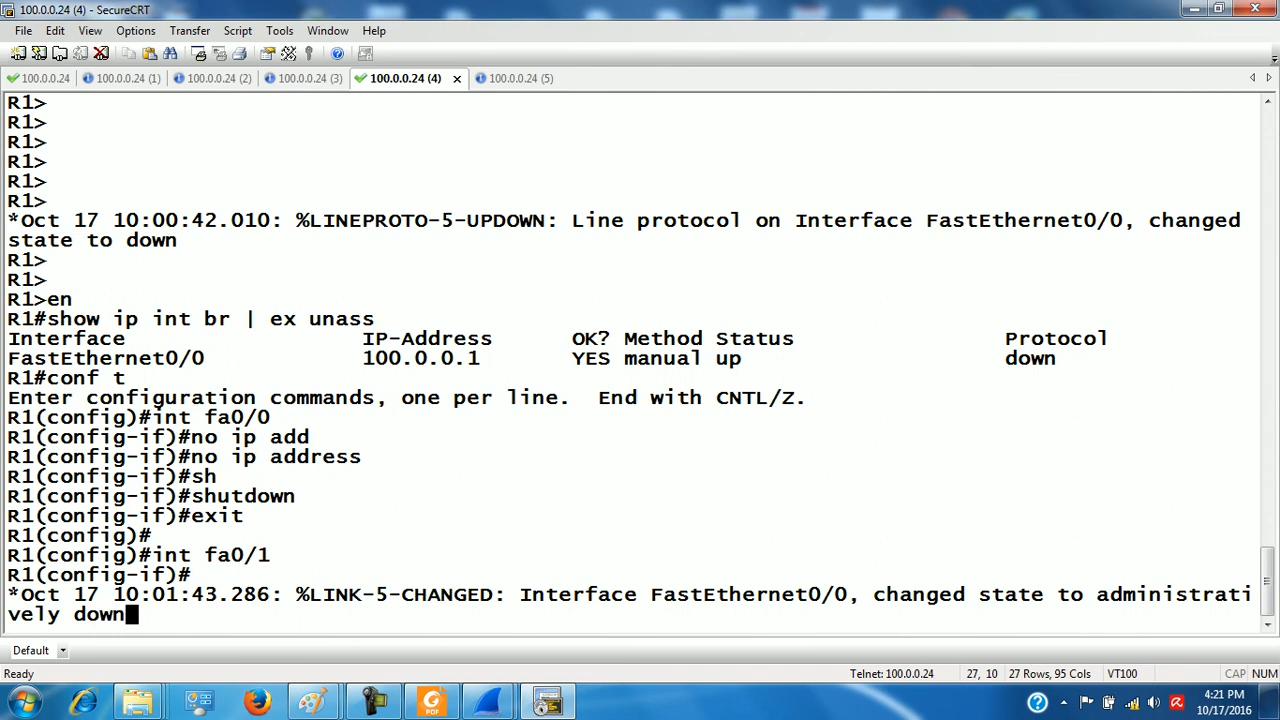 100.0.0.24 (4) - SecureCRT
File Edit View Options Transfer Script Tools Window Help
100.0.0.24 100.0.0.24 (1) 100.0.0.24 (2) 100.0.0.24 (3) 100.0.0.24 (4) 100.0.0.24 (5)
R1>
R1>
R1>
R1>
R1>
R1>
*Oct 17 10:00:42.010: %LINEPROTO-5-UPDOWN: Line protocol on Interface FastEthernet0/0, changed
state to down
R1>
R1>
R1>en
R1#show ip int br | ex unass
Interface IP-Address OK? Method Status Protocol
FastEthernet0/0 100.0.0.1 YES manual up down
R1#conf t
Enter configuration commands, one per line. End with CNTL/Z.
R1(config)#int fa0/0
R1(config-if)#no ip add
R1(config-if)#no ip address
R1(config-if)#sh
R1(config-if)#shutdown
R1(config-if)#exit
R1(config)#
R1(config)#int fa0/1
R1(config-if)#
*Oct 17 10:01:43.286: %LINK-5-CHANGED: Interface FastEthernet0/0, changed state to administrati
vely down
Default
Ready Telnet: 100.0.0.24 27, 10 27 Rows, 95 Cols VT100 CAP NUM
PDF
4:21 PM
10/17/2016